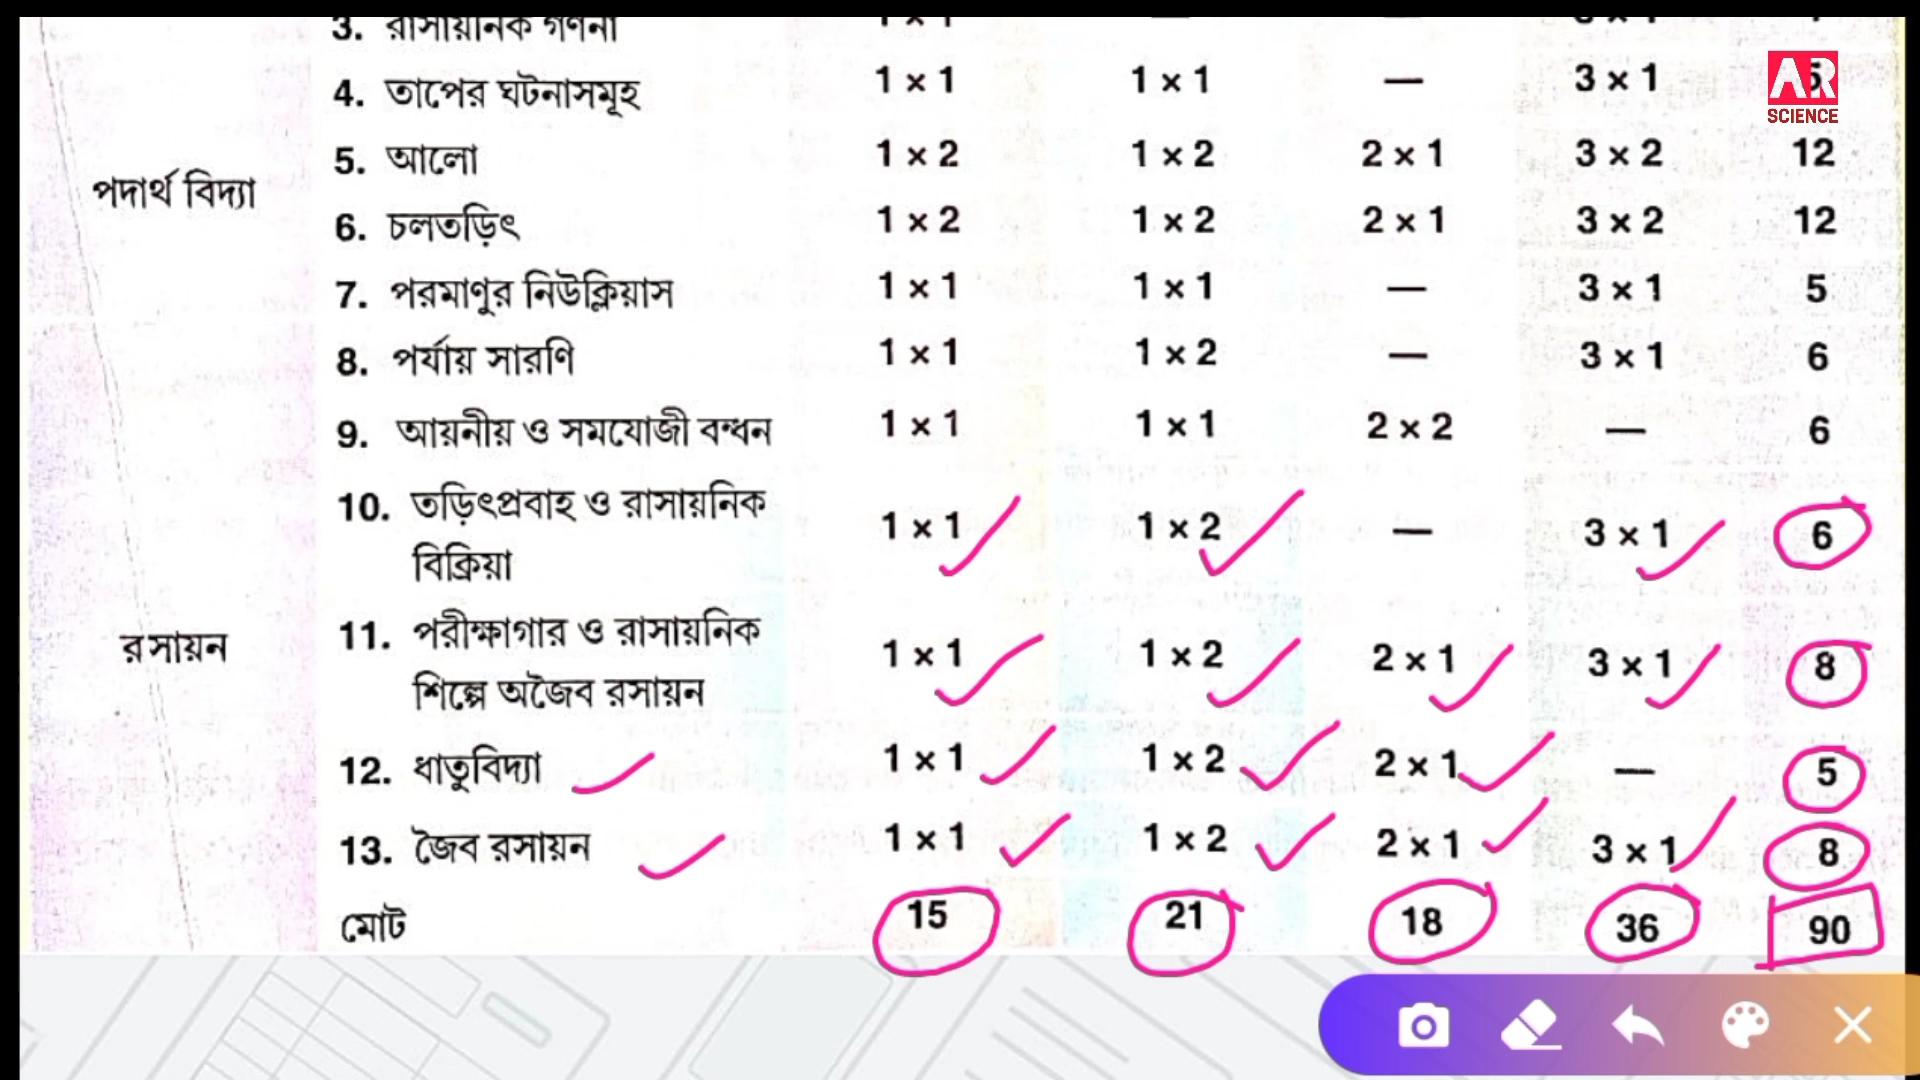 3. রাসায়নিক গণনা
4. তাপের ঘটনাসমূহ 1 × 1 1 × 1 — 3 × 1
AR
SCIENCE
5. আলো 1 × 2 1 × 2 2 × 1 3 × 2 12
পদার্থ বিদ্যা
6. চলতড়িৎ 1 × 2 1 × 2 2 × 1 3 × 2 12
7. পরমাণুর নিউক্লিয়াস 1 × 1 1 × 1 — 3 × 1 5
8. পর্যায় সারণি 1 × 1 1 × 2 — 3 × 1 6
9. আয়নীয় ও সমযোজী বন্ধন 1 × 1 1 × 1 2 × 2 — 6
10. তড়িৎপ্রবাহ ও রাসায়নিক 1 × 1 1 × 2 — 3 × 1 6
বিক্রিয়া
রসায়ন
11. পরীক্ষাগার ও রাসায়নিক 1 × 1 1 × 2 2 × 1 3 × 1 8
শিল্পে অজৈব রসায়ন
12. ধাতুবিদ্যা 1 × 1 1 × 2 2 × 1 — 5
13. জৈব রসায়ন 1 × 1 1 × 2 2 × 1 3 × 1 8
মোট 15 21 18 36 90